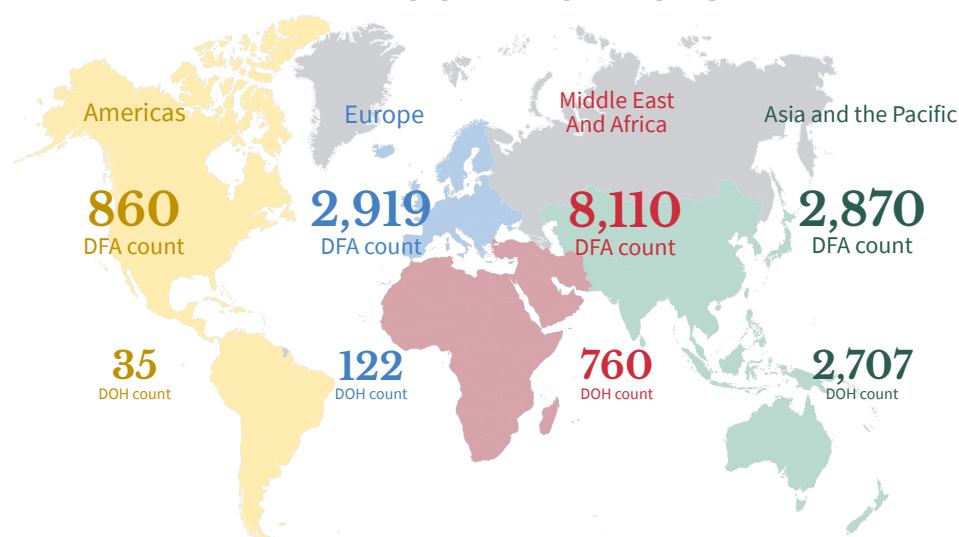 Americas
860
DFA count
35
DOH count
Europe
2,919
DFA count
122
DOH count
Middle East
And Africa
8,110
DFA count
760
DOH count
Asia and the Pacific
2,870
DFA count
2,707
DOH count